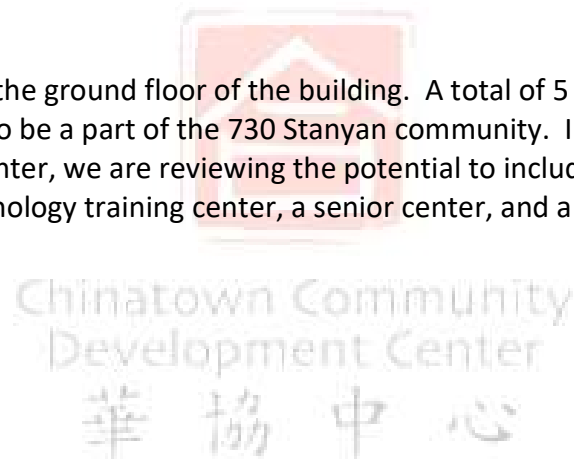 the ground floor of the building.  A total of 5
o be a part of the 730 Stanyan community.  I
nter, we are reviewing the potential to includ
nology training center, a senior center, and a
Chinatown Community
Development Center
華協中心